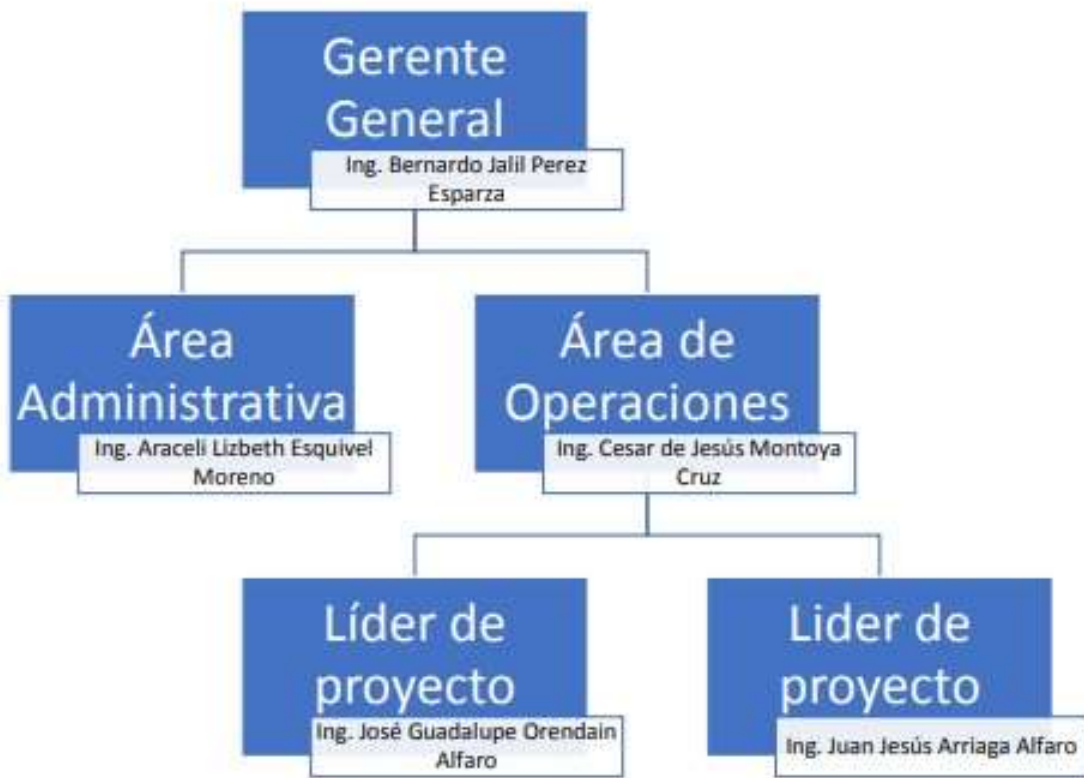 Gerente
General
Ing. Bernardo Jalil Perez
Esparza
Área
Administrativa
Ing. Araceli Lizbeth Esquivel
Moreno
Área de
Operaciones
Ing. Cesar de Jesús Montoya
Cruz
Líder de
proyecto
Ing. José Guadalupe Orendain
Alfaro
Lider de
proyecto
Ing. Juan Jesús Arriaga Alfaro